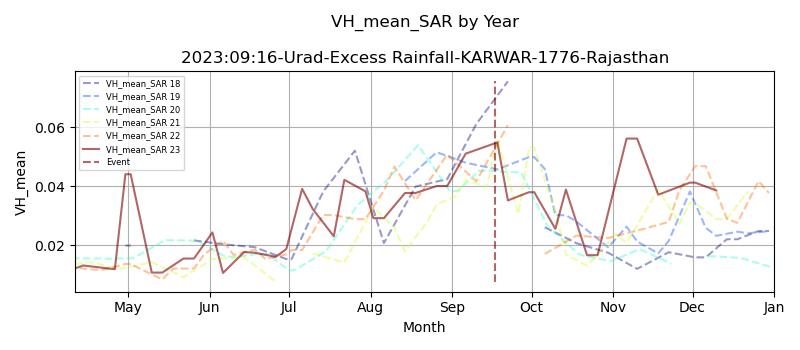 VH_mean_SAR by Year
2023:09:16-Urad-Excess Rainfall-KARWAR-1776-Rajasthan
VH_mean_SAR 18
VH_mean_SAR 19
VH_mean_SAR 20
VH_mean_SAR 21
VH_mean_SAR 22
VH_mean_SAR 23
Event
0.06
0.04
0.02
VH_mean
May Jun Jul Aug Sep Oct Nov Dec Jan
Month